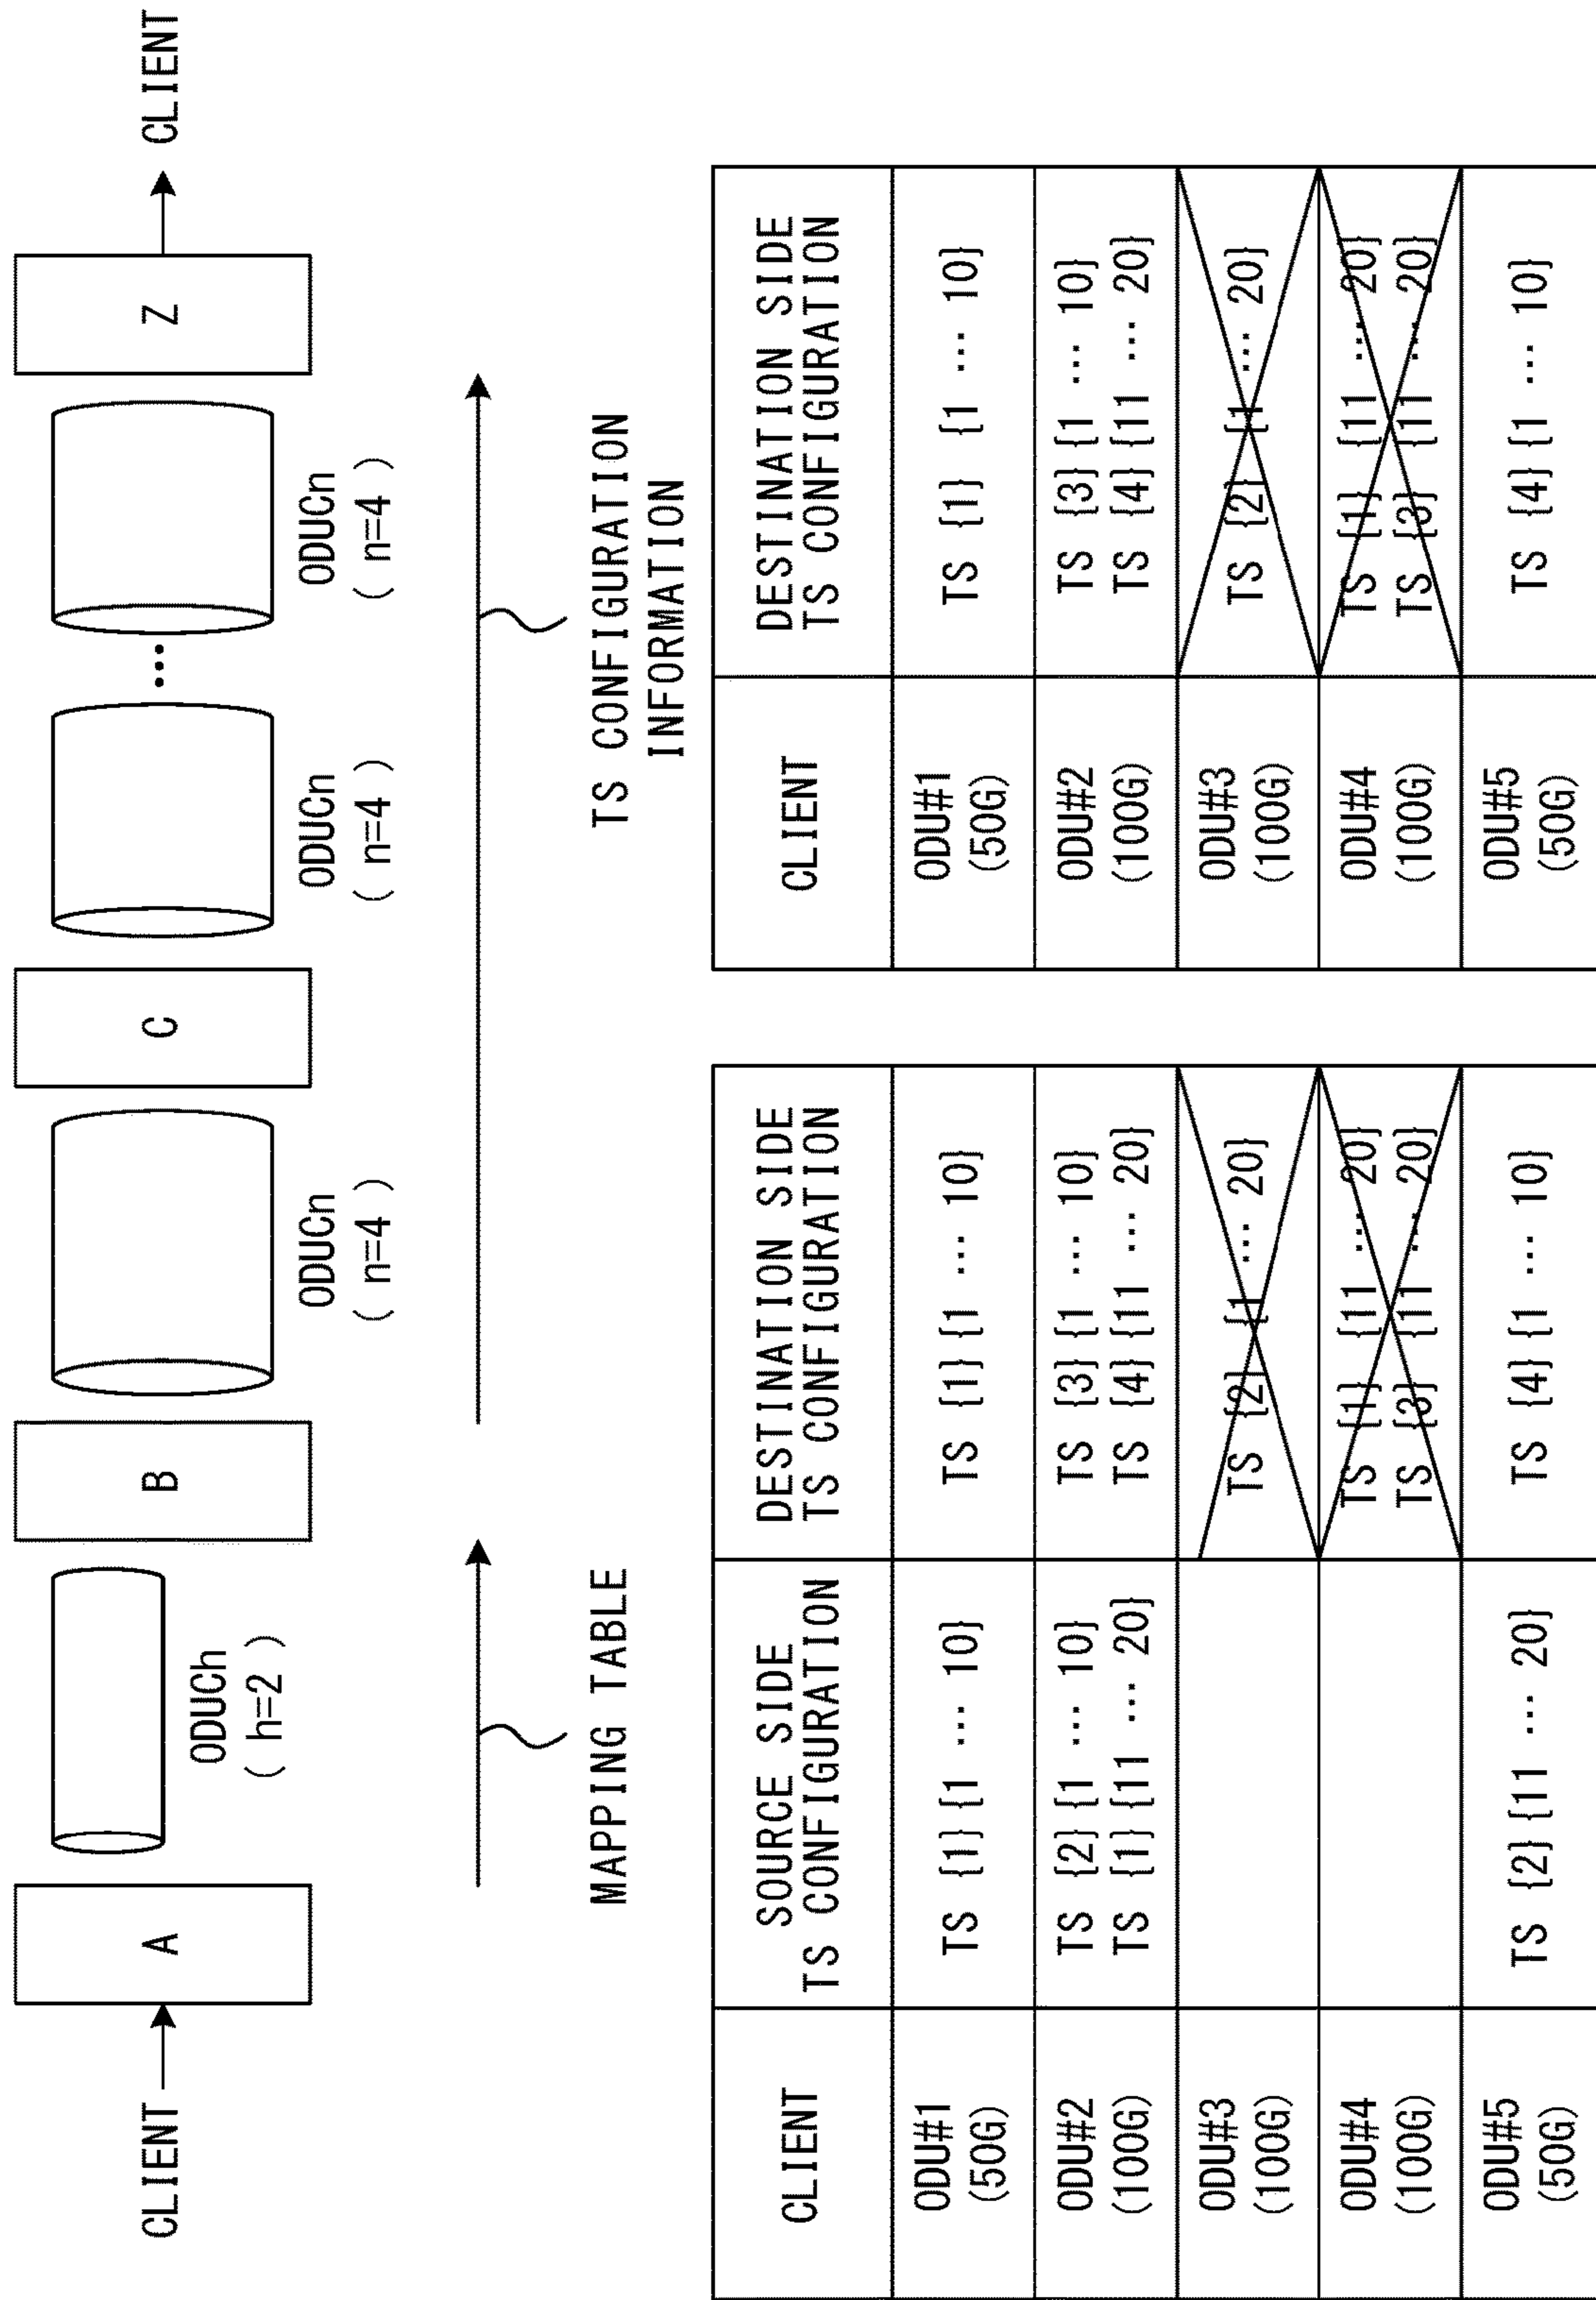 CLIENT
A
B
C
Z
CLIENT
ODUCh
( h=2 )
ODUCn
( n=4 )
ODUCn
( n=4 )
ODUCn
( n=4 )
MAPPING TABLE
TS CONFIGURATION
INFORMATION
CLIENT
SOURCE SIDE
TS CONFIGURATION
DESTINATION SIDE
TS CONFIGURATION
ODU#1
(50G)
TS {1} {1 ... 10}
TS {1} {1 ... 10}
ODU#2
(100G)
TS {2} {1 ... 10}
TS {1} {11 ... 20}
TS {3} {1 ... 10}
TS {4} {11 ... 20}
ODU#3
(100G)
TS {2} {1 ... 20}
ODU#4
(100G)
TS {1} {11 ... 20}
TS {3} {11 ... 20}
ODU#5
(50G)
TS {2} {11 ... 20}
TS {4} {1 ... 10}
CLIENT
DESTINATION SIDE
TS CONFIGURATION
ODU#1
(50G)
TS {1} {1 ... 10}
ODU#2
(100G)
TS {3} {1 ... 10}
TS {4} {11 ... 20}
ODU#3
(100G)
TS {2} {1 ... 20}
ODU#4
(100G)
TS {1} {11 ... 20}
TS {3} {11 ... 20}
ODU#5
(50G)
TS {4} {1 ... 10}